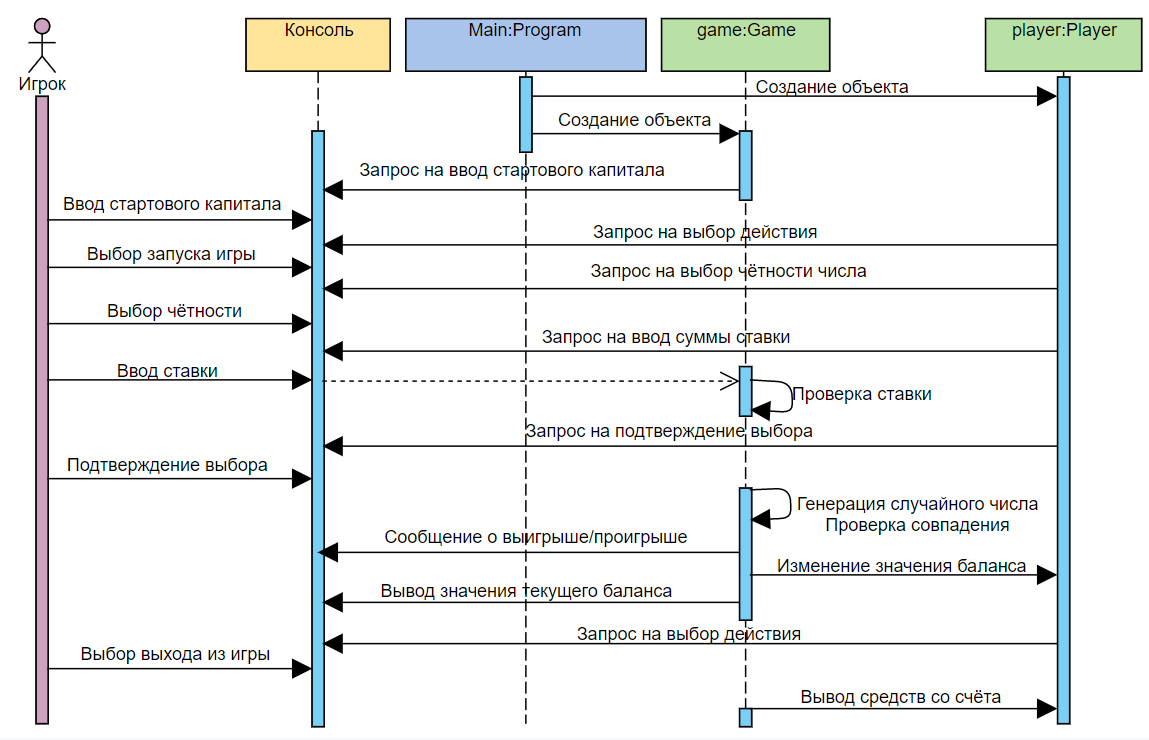 Консоль
Main:Program
game:Game
player:Player
Игрок
Создание объекта
Создание объекта
Запрос на ввод стартового капитала
Ввод стартового капитала
Запрос на выбор действия
Выбор запуска игры
Запрос на выбор чётности числа
Выбор чётности
Запрос на ввод суммы ставки
Ввод ставки
Проверка ставки
Запрос на подтверждение выбора
Подтверждение выбора
Генерация случайного числа
Проверка совпадения
Сообщение о выигрыше/проигрыше
Изменение значения баланса
Вывод значения текущего баланса
Запрос на выбор действия
Выбор выхода из игры
Вывод средств со счёта